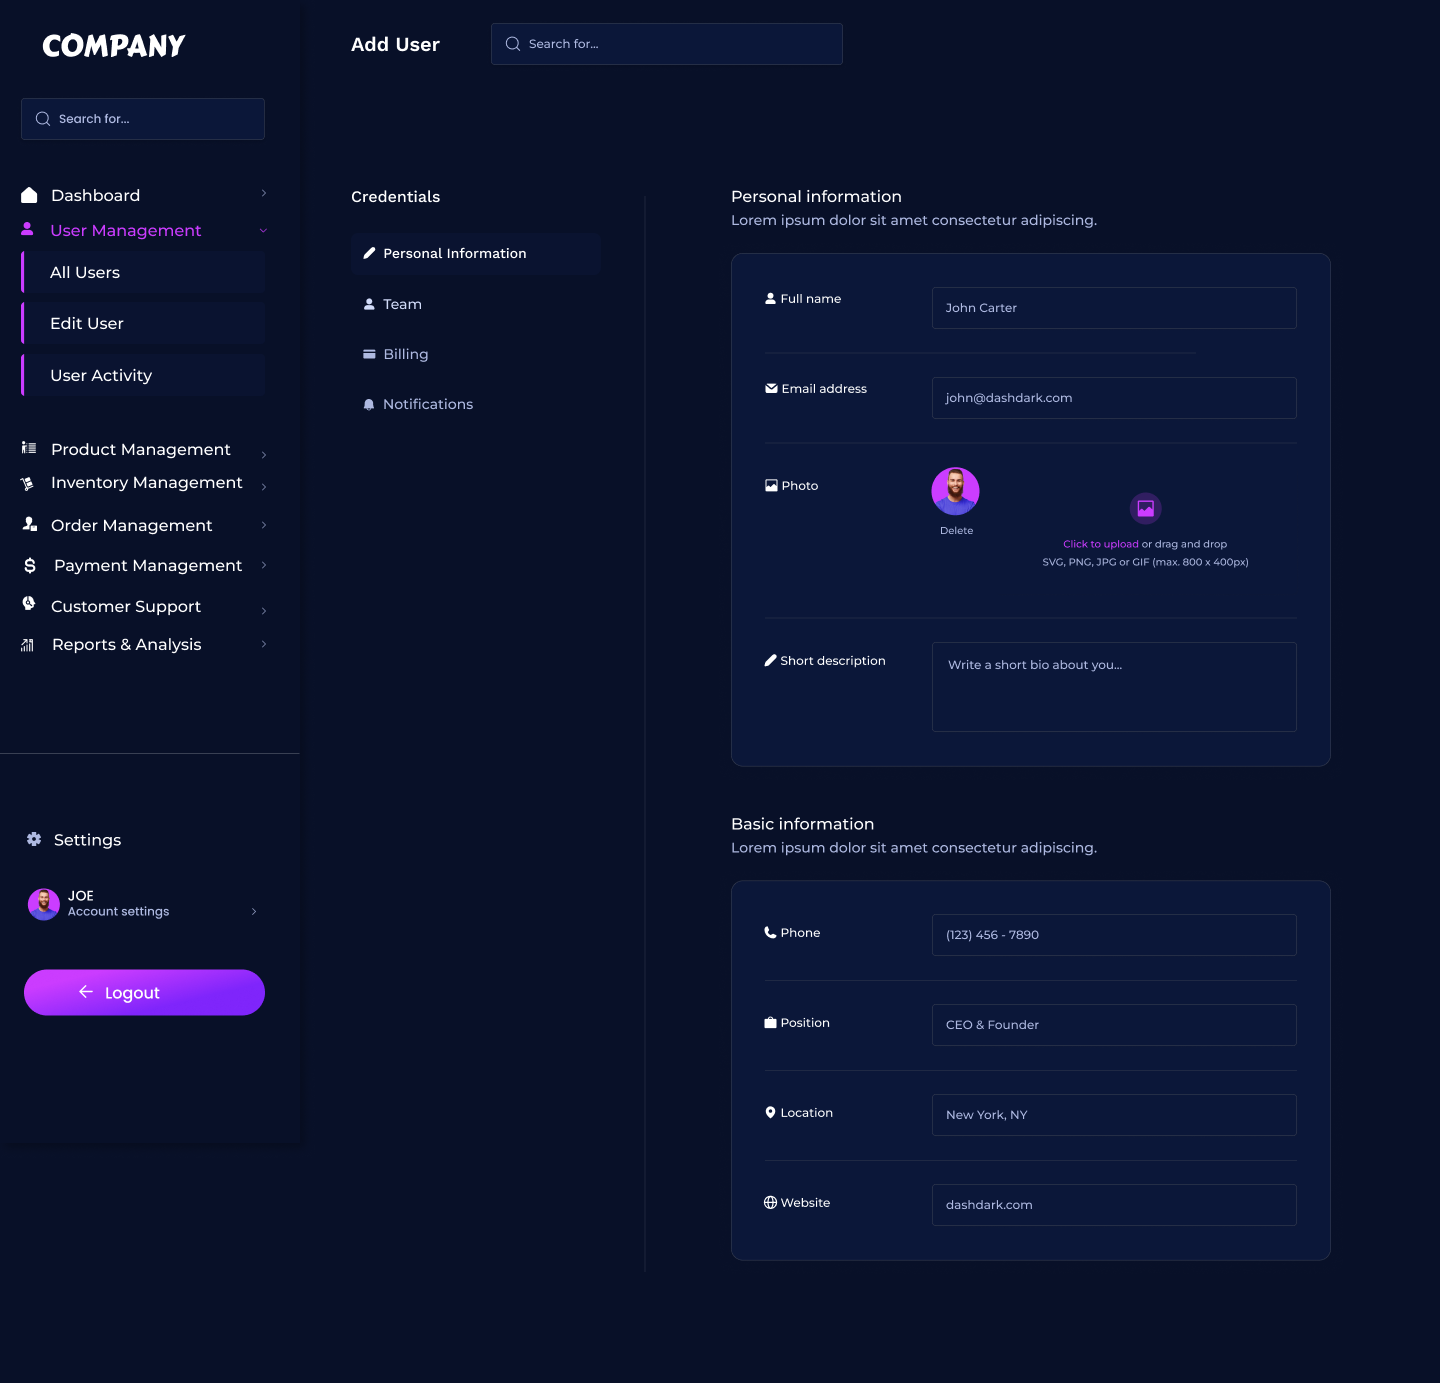 COMPANY
Search for...
Dashboard
User Management
All Users
Edit User
User Activity
Product Management
Inventory Management
Order Management
Payment Management
Customer Support
Reports & Analysis
Settings
JOE
Account settings
Logout
Add User
Search for...
Credentials
Personal Information
Team
Billing
Notifications
Personal information
Lorem ipsum dolor sit amet consectetur adipiscing.
Full name
John Carter
Email address
john@dashdark.com
Photo
Delete
Click to upload or drag and drop
SVG, PNG, JPG or GIF (max. 800 x 400px)
Short description
Write a short bio about you...
Basic information
Lorem ipsum dolor sit amet consectetur adipiscing.
Phone
(123) 456 - 7890
Position
CEO & Founder
Location
New York, NY
Website
dashdark.com